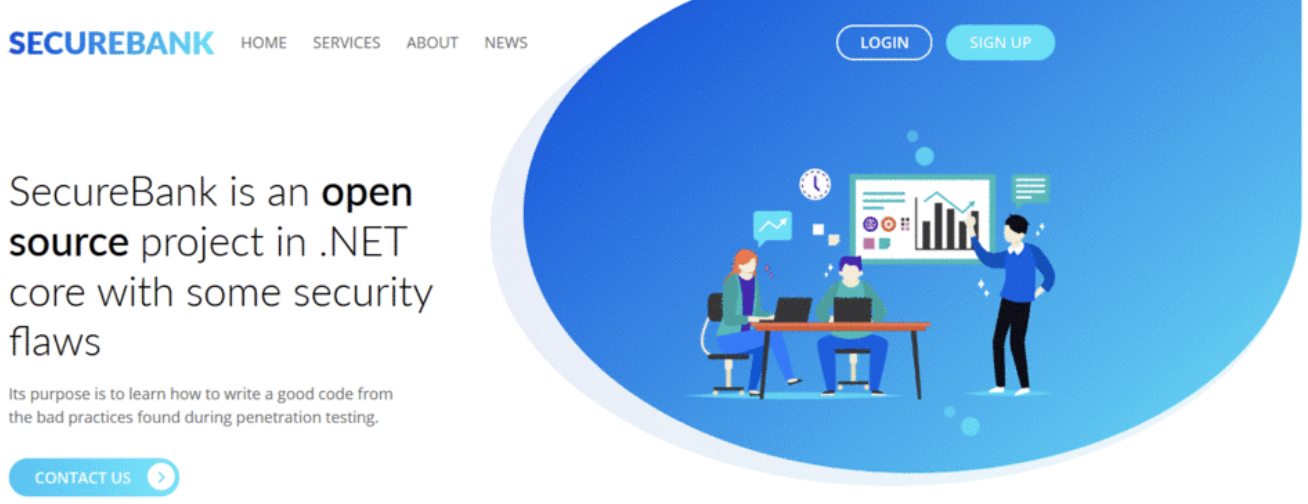 SECUREBANK HOME SERVICES ABOUT NEWS LOGIN SIGN UP
SecureBank is an open
source project in .NET
core with some security
flaws
Its purpose is to learn how to write a good code from
the bad practices found during penetration testing.
CONTACT US